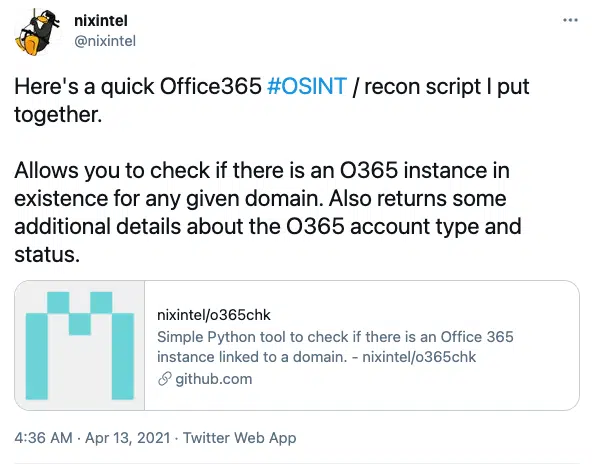 nixintel
@nixintel
Here's a quick Office365 #OSINT / recon script I put
together.
Allows you to check if there is an O365 instance in
existence for any given domain. Also returns some
additional details about the O365 account type and
status.
nixintel/o365chk
Simple Python tool to check if there is an Office 365
instance linked to a domain. - nixintel/o365chk
github.com
4:36 AM · Apr 13, 2021 · Twitter Web App